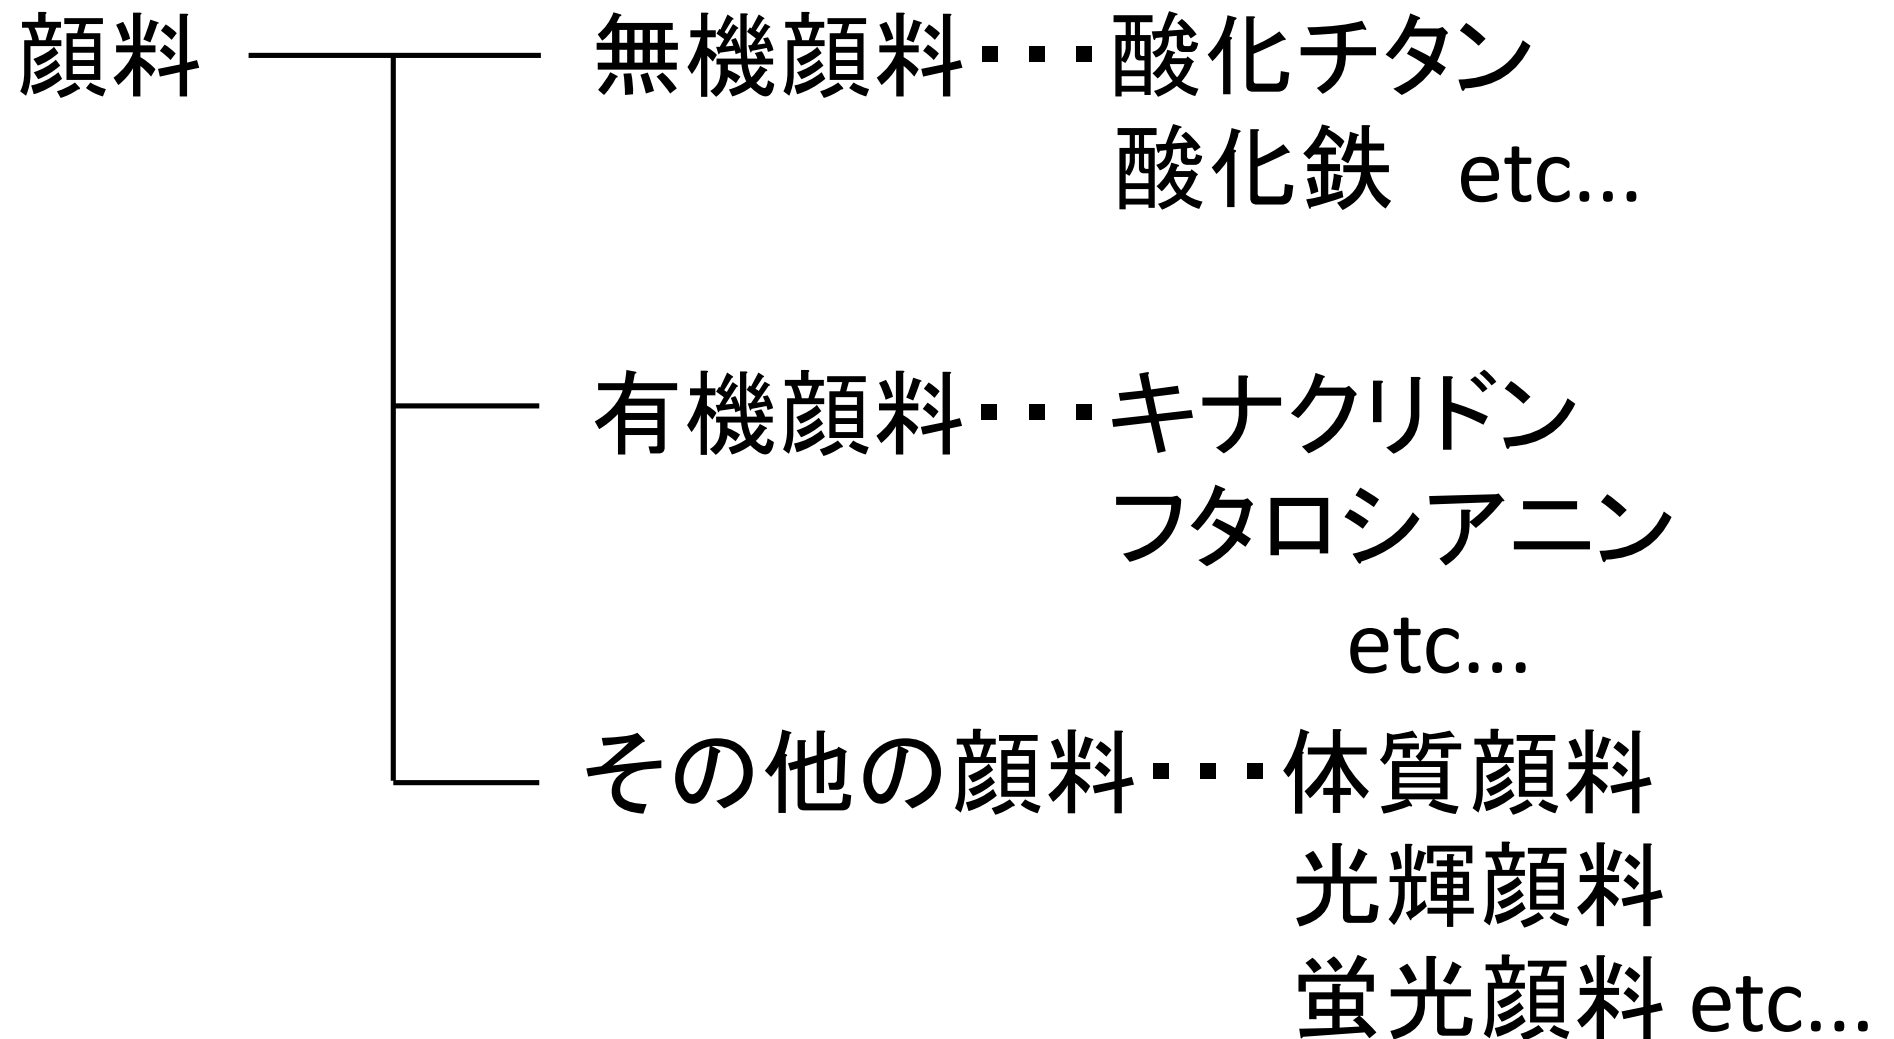 顔料 無機顔料･･･酸化チタン
酸化鉄 etc...
有機顔料･･･キナクリドン
フタロシアニン
etc...
その他の顔料･･･体質顔料
光輝顔料
蛍光顔料 etc...